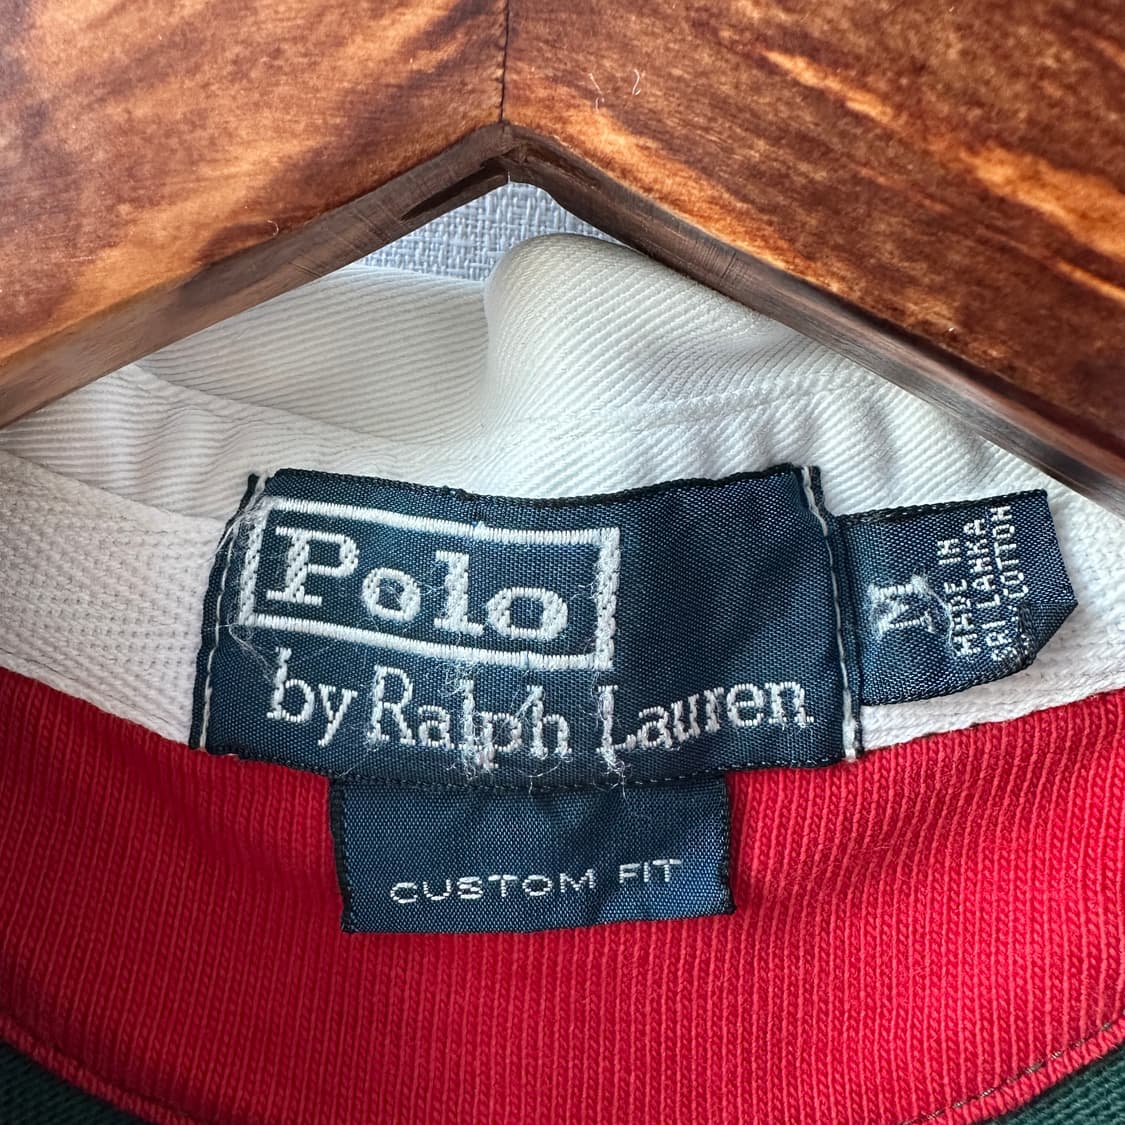 Polo
by Ralph Lauren
CUSTOM FIT
M
MADE IN
SRI LANKA
COTTON